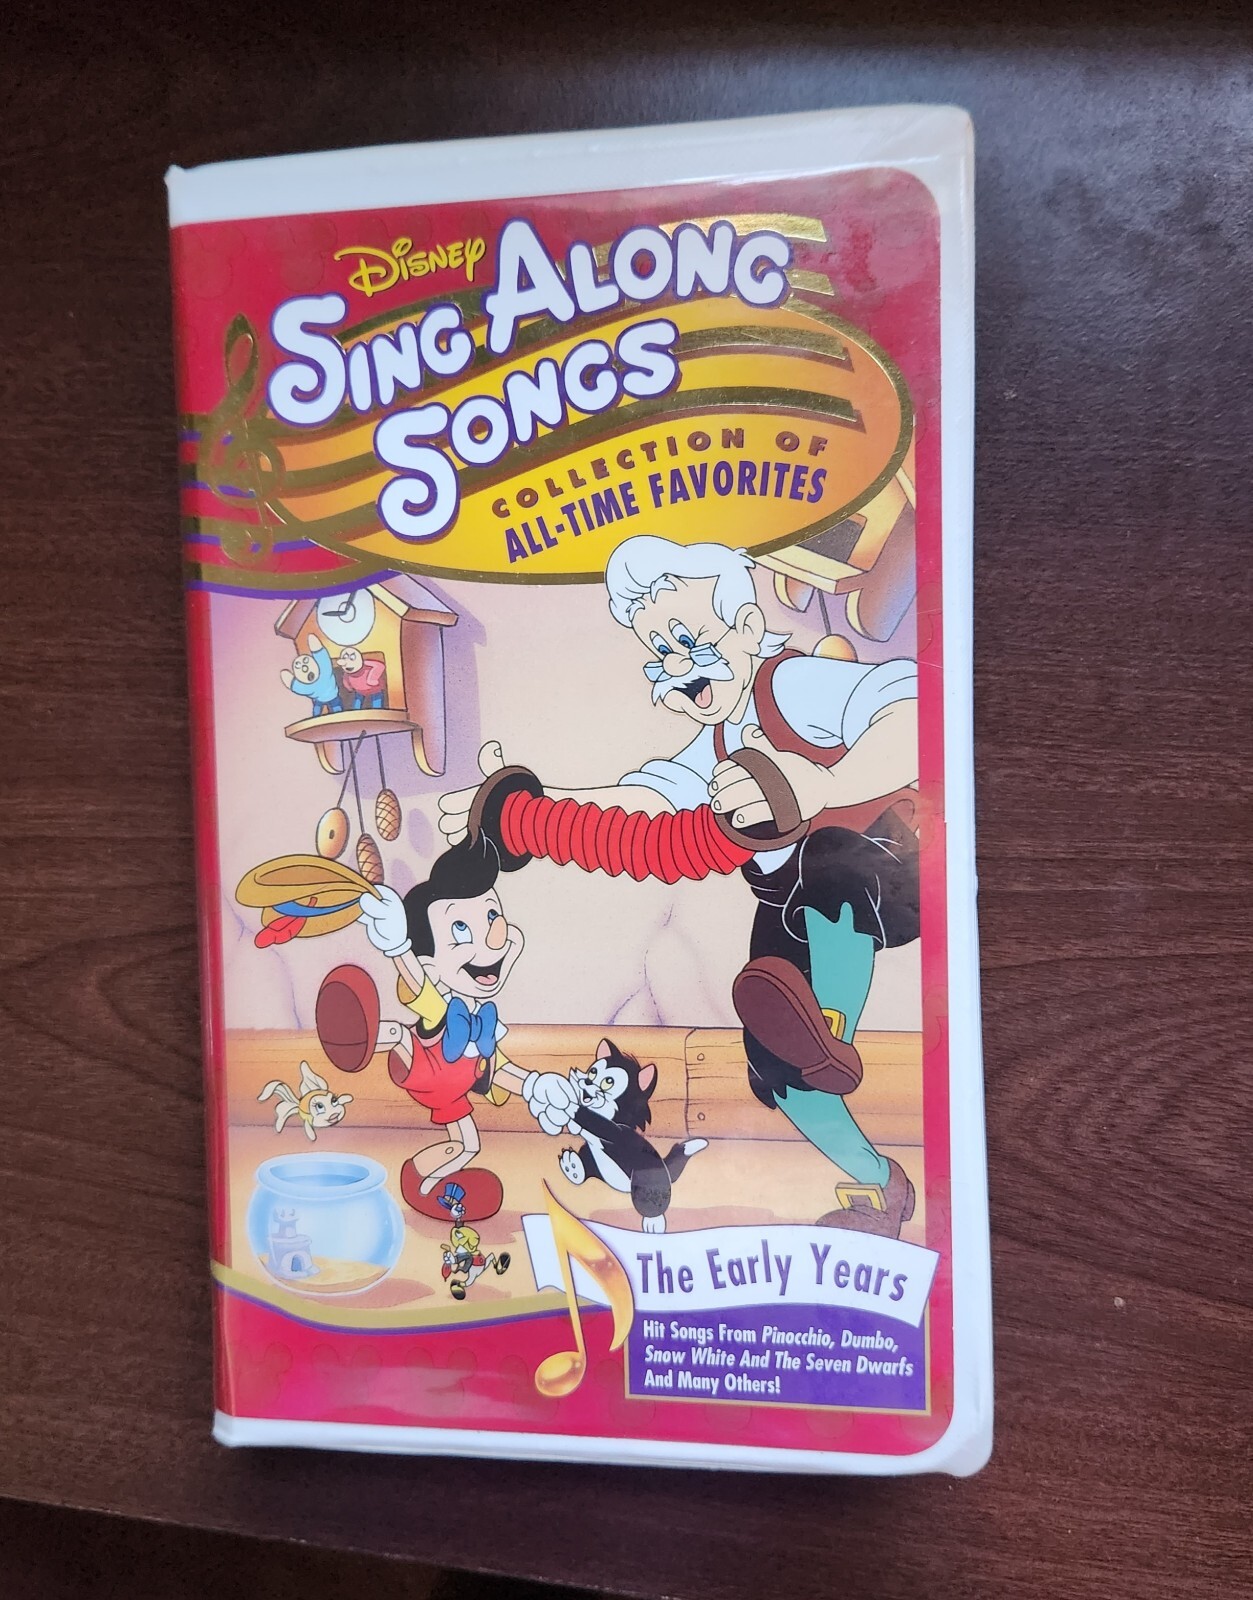 Disney
Sing Along
Songs
COLLECTION OF
ALL-TIME FAVORITES
The Early Years
Hit Songs From Pinocchio, Dumbo,
Snow White And The Seven Dwarfs
And Many Others!